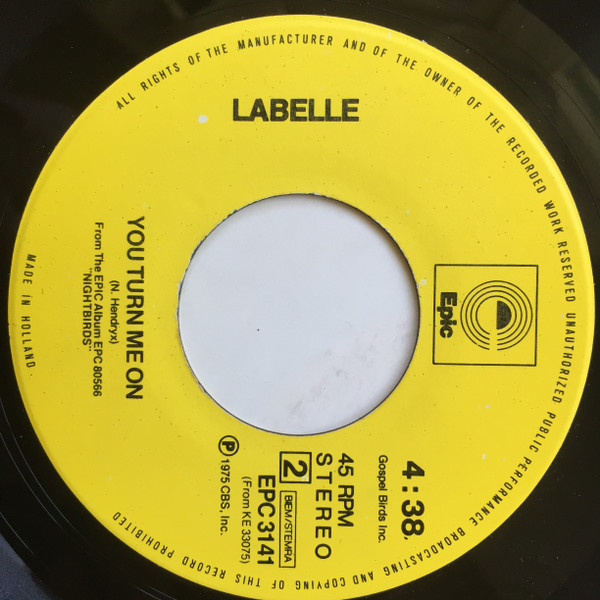 ALL RIGHTS OF THE MANUFACTURER AND OF THE OWNER OF THE RECORDED WORK RESERVED UNAUTHORIZED PUBLIC PERFORMANCE BROADCASTING AND COPYING OF THIS RECORD PROHIBITED
MADE IN HOLLAND
Epic
4:38
Gospel Birds Inc.
45 RPM
STEREO
2
BIEM/STEMRA
EPC 3141
(From KE 33075)
Ⓟ 1975 CBS, Inc.
LABELLE
YOU TURN ME ON
(N. Hendryx)
From The EPIC Album EPC 80566
"NIGHTBIRDS"